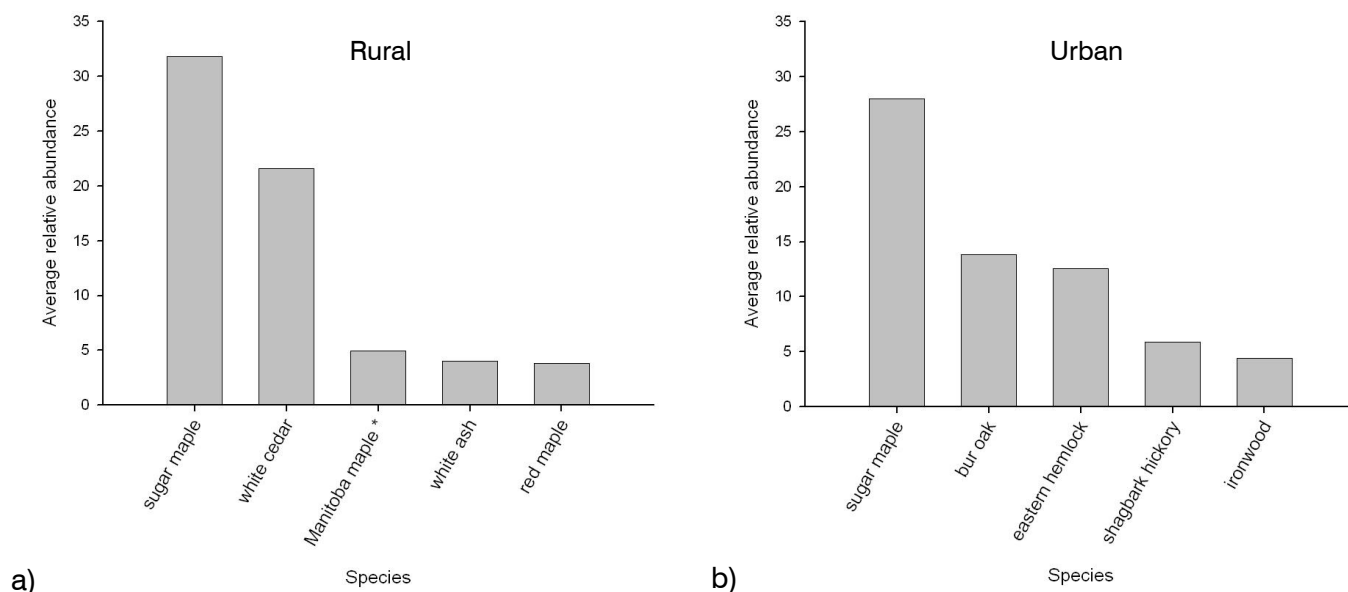 Rural
35
30
25
20
15
10
5
0
Average relative abundance
sugar maple
white cedar
Manitoba maple *
white ash
red maple
Species
a)
Urban
35
30
25
20
15
10
5
0
Average relative abundance
sugar maple
bur oak
eastern hemlock
shagbark hickory
ironwood
Species
b)